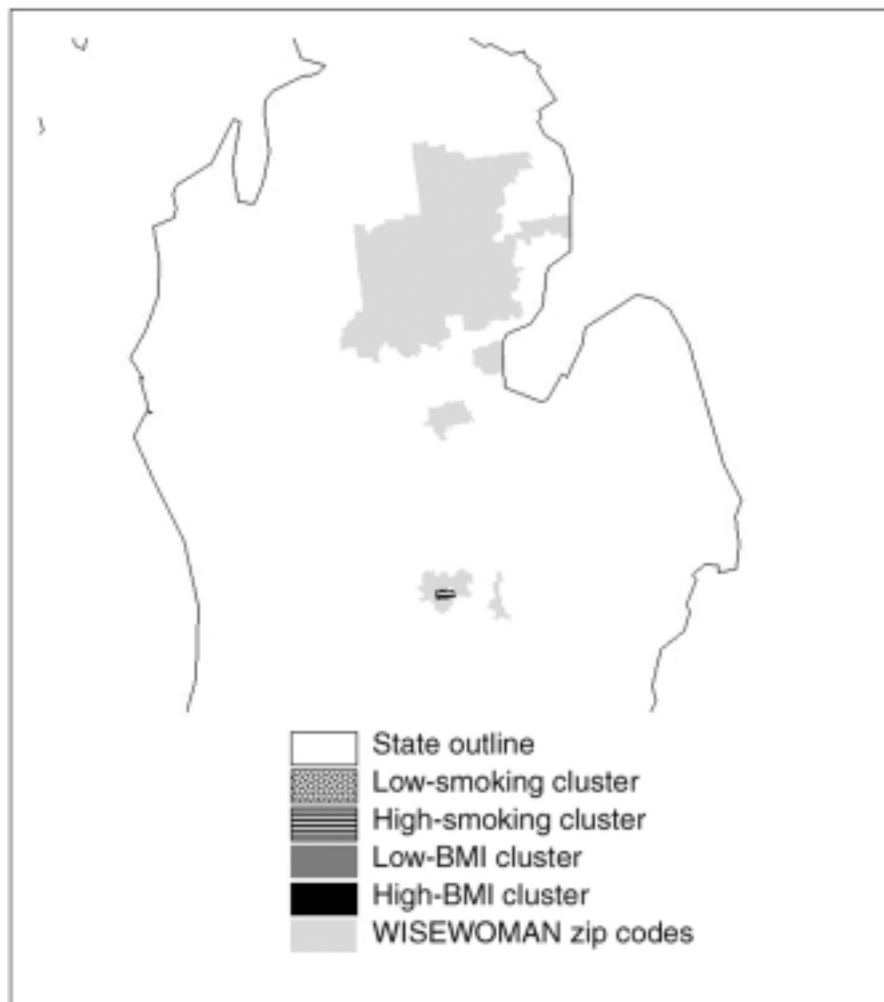 State outline
Low-smoking cluster
High-smoking cluster
Low-BMI cluster
High-BMI cluster
WISEWOMAN zip codes